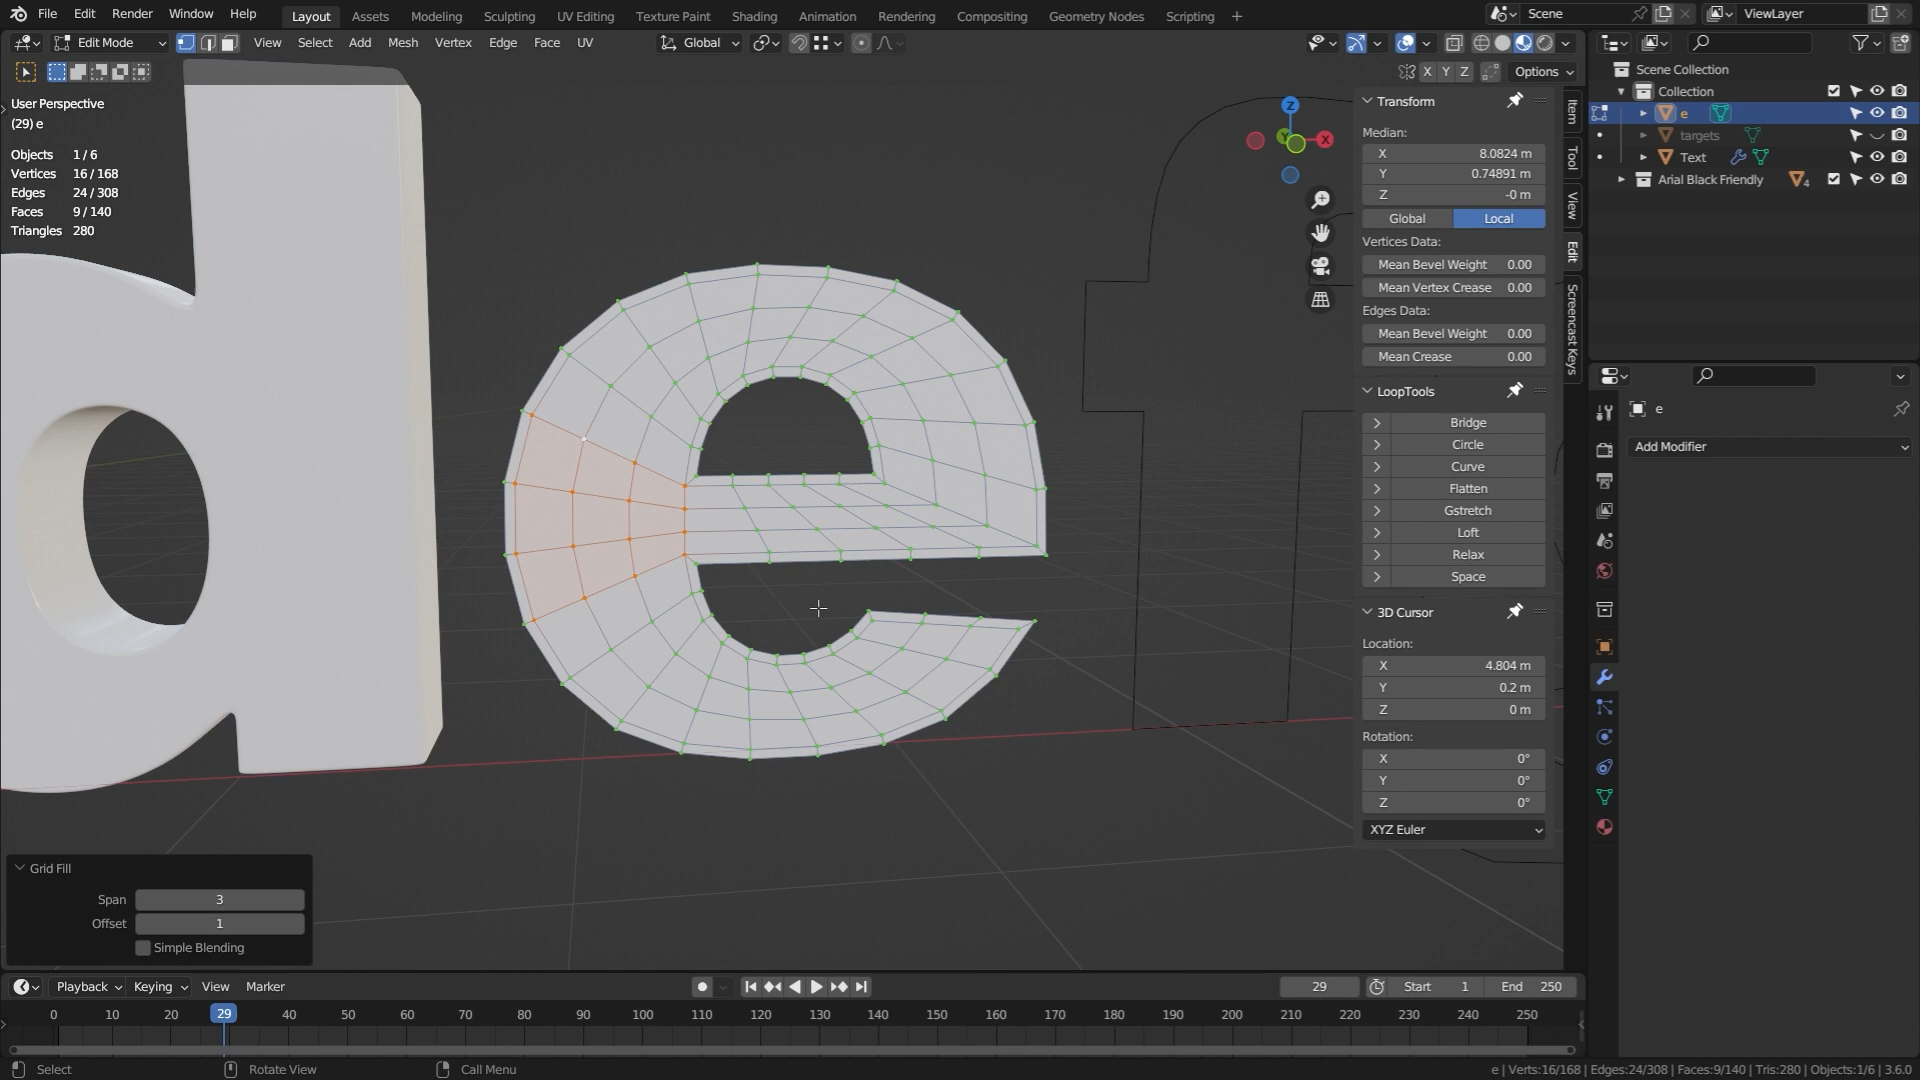 File Edit Render Window Help Layout Assets Modeling Sculpting UV Editing Texture Paint Shading Animation Rendering Compositing Geometry Nodes Scripting + Scene ViewLayer
Edit Mode View Select Add Mesh Vertex Edge Face UV Global
X Y Z Options
User Perspective
(29) e
Objects 1 / 6
Vertices 16 / 168
Edges 24 / 308
Faces 9 / 140
Triangles 280
Z
Y
X
Transform
Median:
X 8.0824 m
Y 0.74891 m
Z -0 m
Global Local
Vertices Data:
Mean Bevel Weight 0.00
Mean Vertex Crease 0.00
Edges Data:
Mean Bevel Weight 0.00
Mean Crease 0.00
LoopTools
Bridge
Circle
Curve
Flatten
Gstretch
Loft
Relax
Space
3D Cursor
Location:
X 4.804 m
Y 0.2 m
Z 0 m
Rotation:
X 0°
Y 0°
Z 0°
XYZ Euler
Item
Tool
View
Edit
Screencast Keys
Scene Collection
Collection
e
targets
Text
Arial Black Friendly 4
e
Add Modifier
Grid Fill
Span 3
Offset 1
Simple Blending
Playback Keying View Marker 29 Start 1 End 250
0 10 20 29 40 50 60 70 80 90 100 110 120 130 140 150 160 170 180 190 200 210 220 230 240 250
Select Rotate View Call Menu e | Verts:16/168 | Edges:24/308 | Faces:9/140 | Tris:280 | Objects:1/6 | 3.6.0